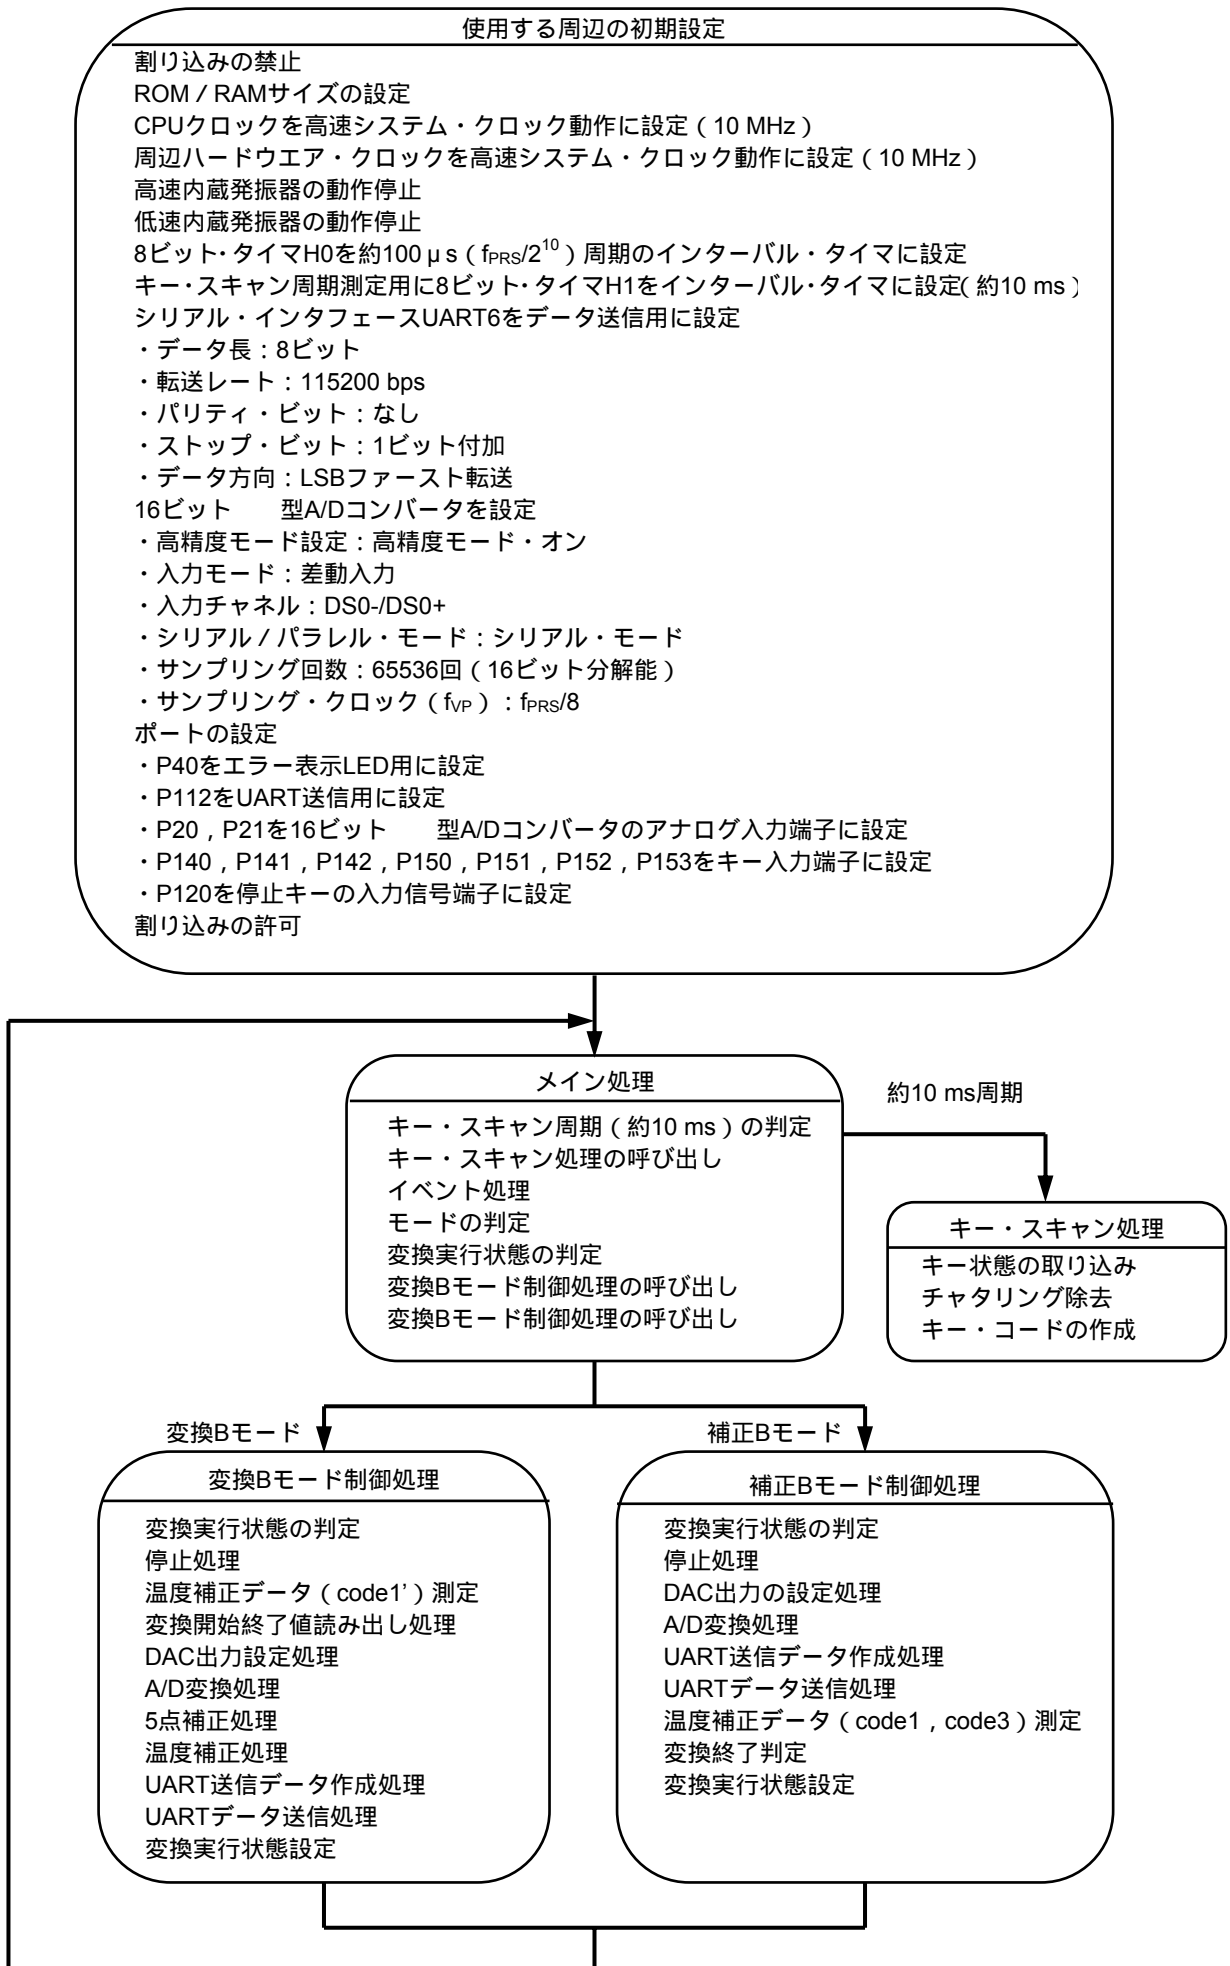 使用する周辺の初期設定
割り込みの禁止
ROM／RAMサイズの設定
CPUクロックを高速システム・クロック動作に設定（10 MHz）
周辺ハードウエア・クロックを高速システム・クロック動作に設定（10 MHz）
高速内蔵発振器の動作停止
低速内蔵発振器の動作停止
8ビット・タイマH0を約100μs（fPRS/2^10）周期のインターバル・タイマに設定
キー・スキャン周期測定用に8ビット・タイマH1をインターバル・タイマに設定（約10 ms）
シリアル・インタフェースUART6をデータ送信用に設定
・データ長：8ビット
・転送レート：115200 bps
・パリティ・ビット：なし
・ストップ・ビット：1ビット付加
・データ方向：LSBファースト転送
16ビット　　型A/Dコンバータを設定
・高精度モード設定：高精度モード・オン
・入力モード：差動入力
・入力チャネル：DS0-/DS0+
・シリアル／パラレル・モード：シリアル・モード
・サンプリング回数：65536回（16ビット分解能）
・サンプリング・クロック（fVP）：fPRS/8
ポートの設定
・P40をエラー表示LED用に設定
・P112をUART送信用に設定
・P20，P21を16ビット　　型A/Dコンバータのアナログ入力端子に設定
・P140，P141，P142，P150，P151，P152，P153をキー入力端子に設定
・P120を停止キーの入力信号端子に設定
割り込みの許可
メイン処理
キー・スキャン周期（約10 ms）の判定
キー・スキャン処理の呼び出し
イベント処理
モードの判定
変換実行状態の判定
変換Bモード制御処理の呼び出し
変換Bモード制御処理の呼び出し
約10 ms周期
キー・スキャン処理
キー状態の取り込み
チャタリング除去
キー・コードの作成
変換Bモード
変換Bモード制御処理
変換実行状態の判定
停止処理
温度補正データ（code1’）測定
変換開始終了値読み出し処理
DAC出力設定処理
A/D変換処理
5点補正処理
温度補正処理
UART送信データ作成処理
UARTデータ送信処理
変換実行状態設定
補正Bモード
補正Bモード制御処理
変換実行状態の判定
停止処理
DAC出力の設定処理
A/D変換処理
UART送信データ作成処理
UARTデータ送信処理
温度補正データ（code1，code3）測定
変換終了判定
変換実行状態設定